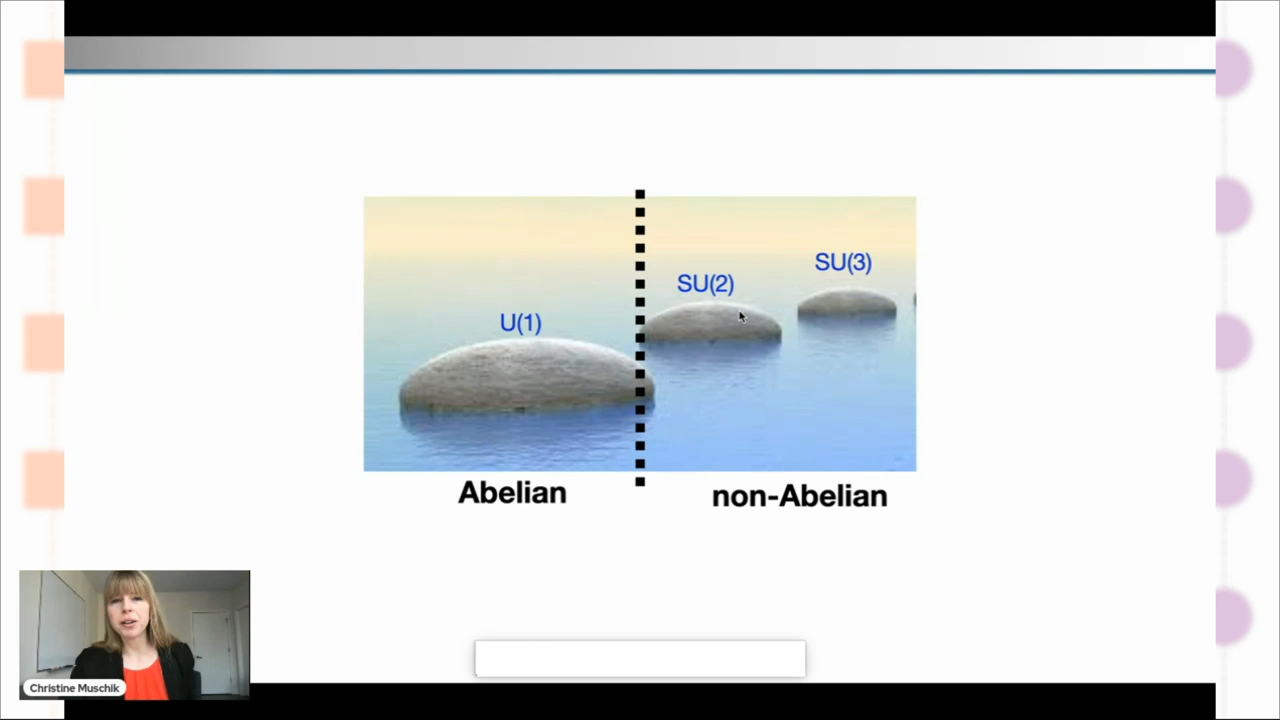 SU(3)
SU(2)
U(1)
Abelian
non-Abelian
Christine Muschik